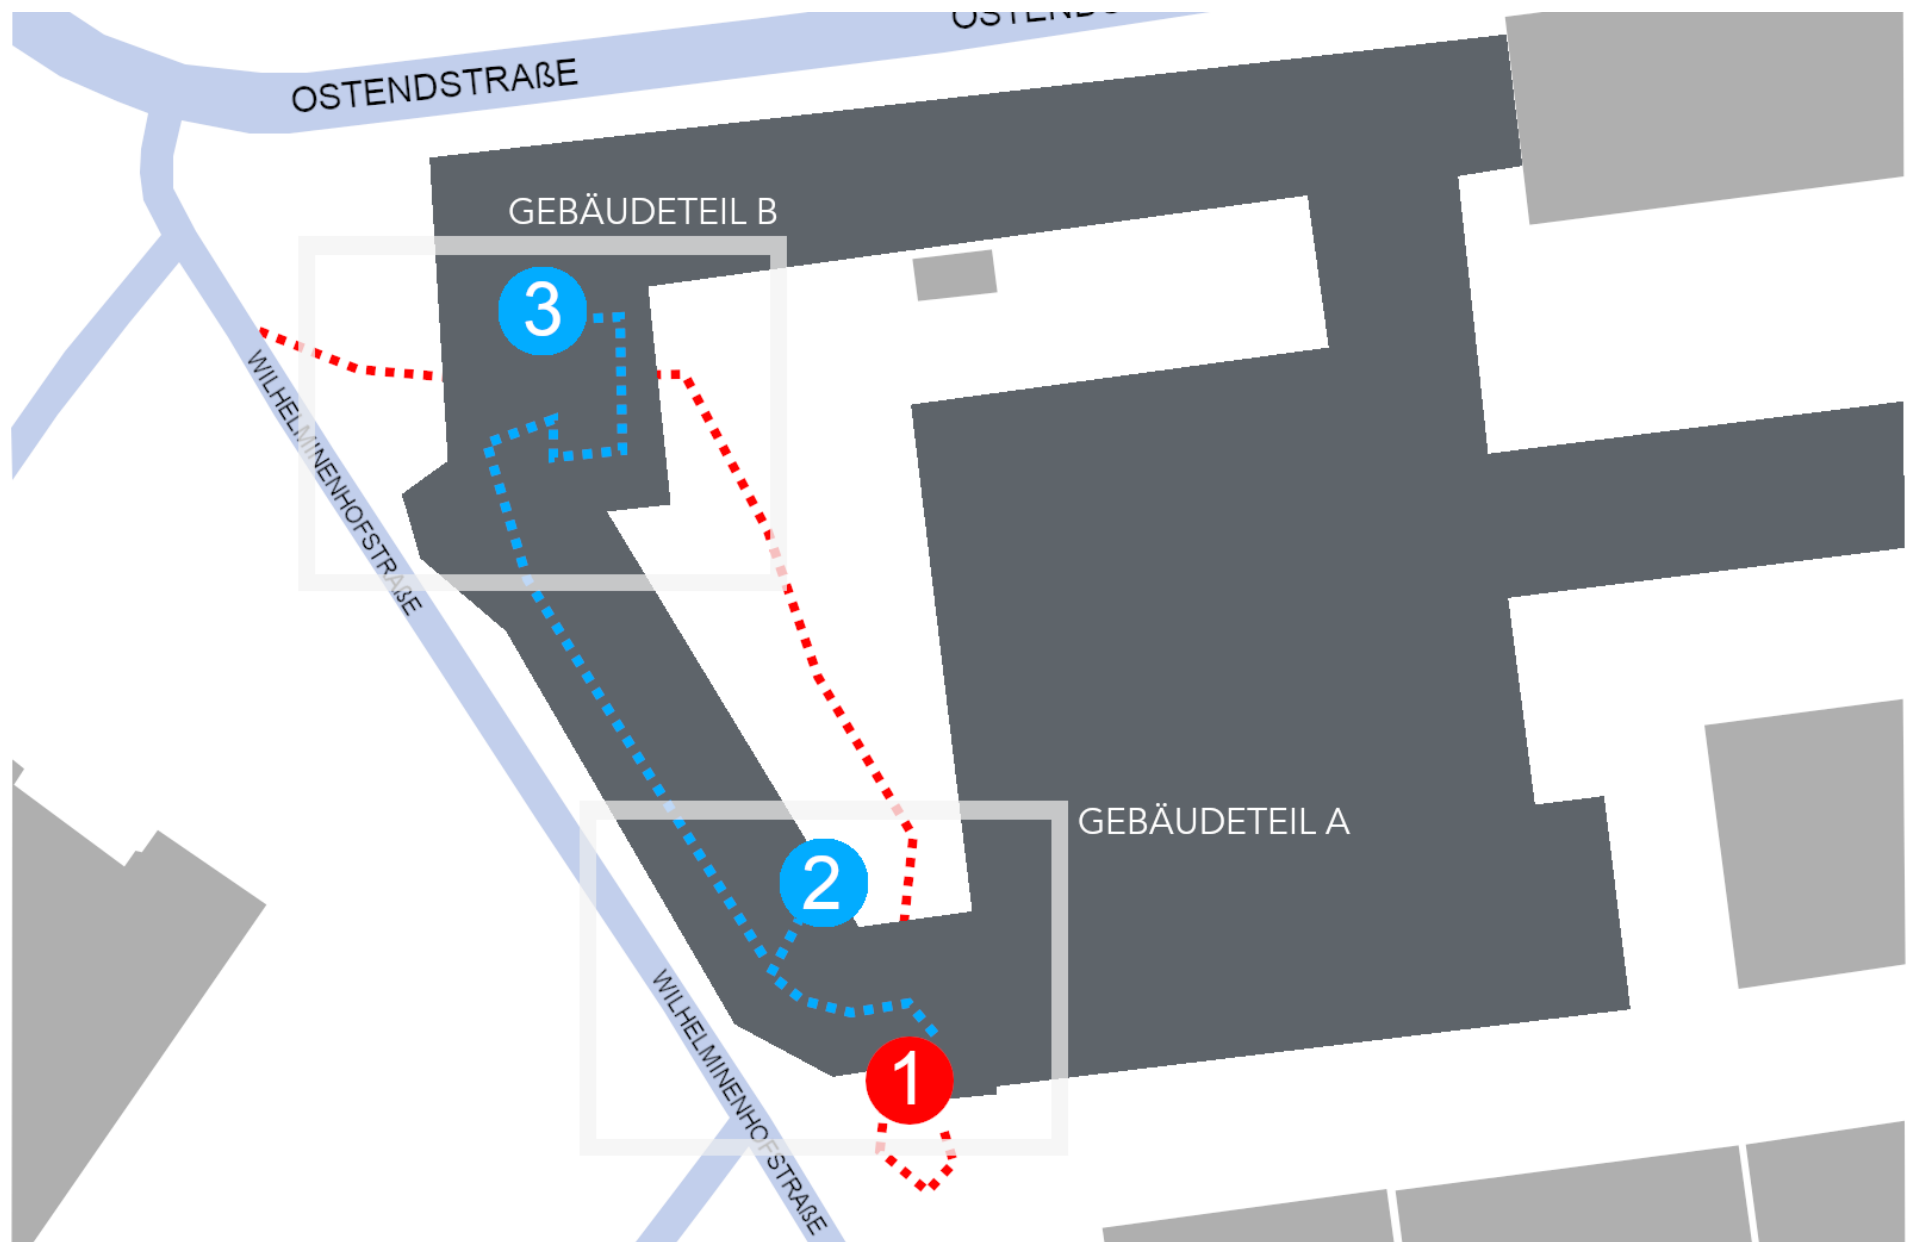 OSTENDSTRAßE
GEBÄUDETEIL B
3
WILHELMINENHOFSTRAßE
GEBÄUDETEIL A
2
WILHELMINENHOFSTRAßE
1